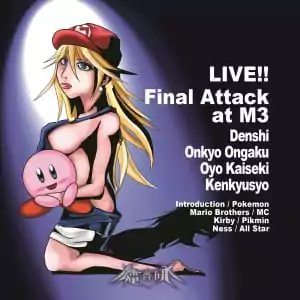 LIVE!!
Final Attack
at M3
Denshi
Onkyo Ongaku
Oyo Kaiseki
Kenkyusyo
Introduction / Pokemon
Mario Brothers / MC
Kirby / Pikmin
Ness / All Star